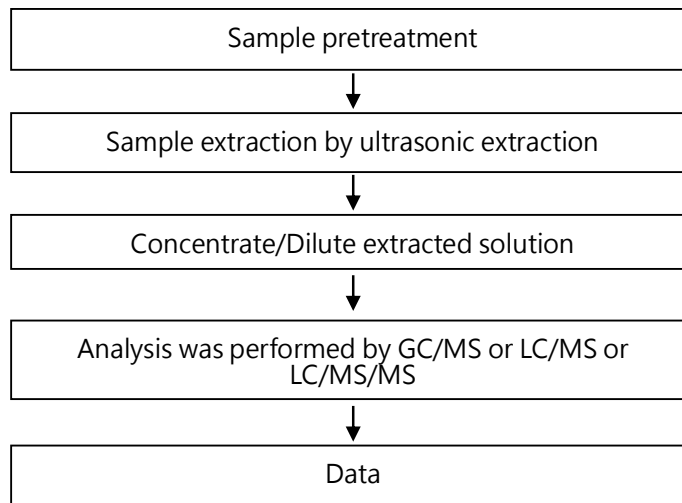 Sample pretreatment
Sample extraction by ultrasonic extraction
Concentrate/Dilute extracted solution
Analysis was performed by GC/MS or LC/MS or
LC/MS/MS
Data